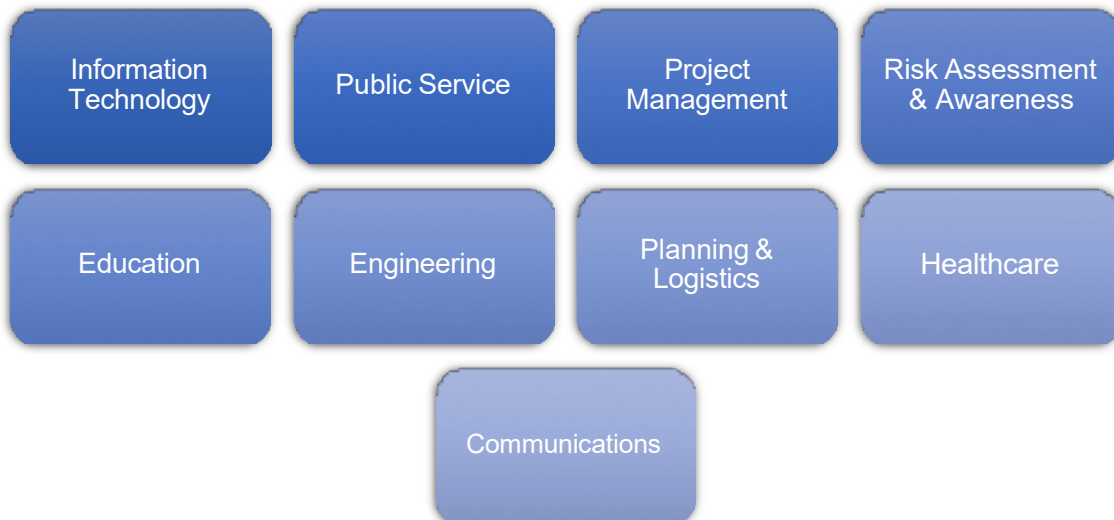 Information
Technology
Public Service
Project
Management
Risk Assessment
& Awareness
Education
Engineering
Planning &
Logistics
Healthcare
Communications